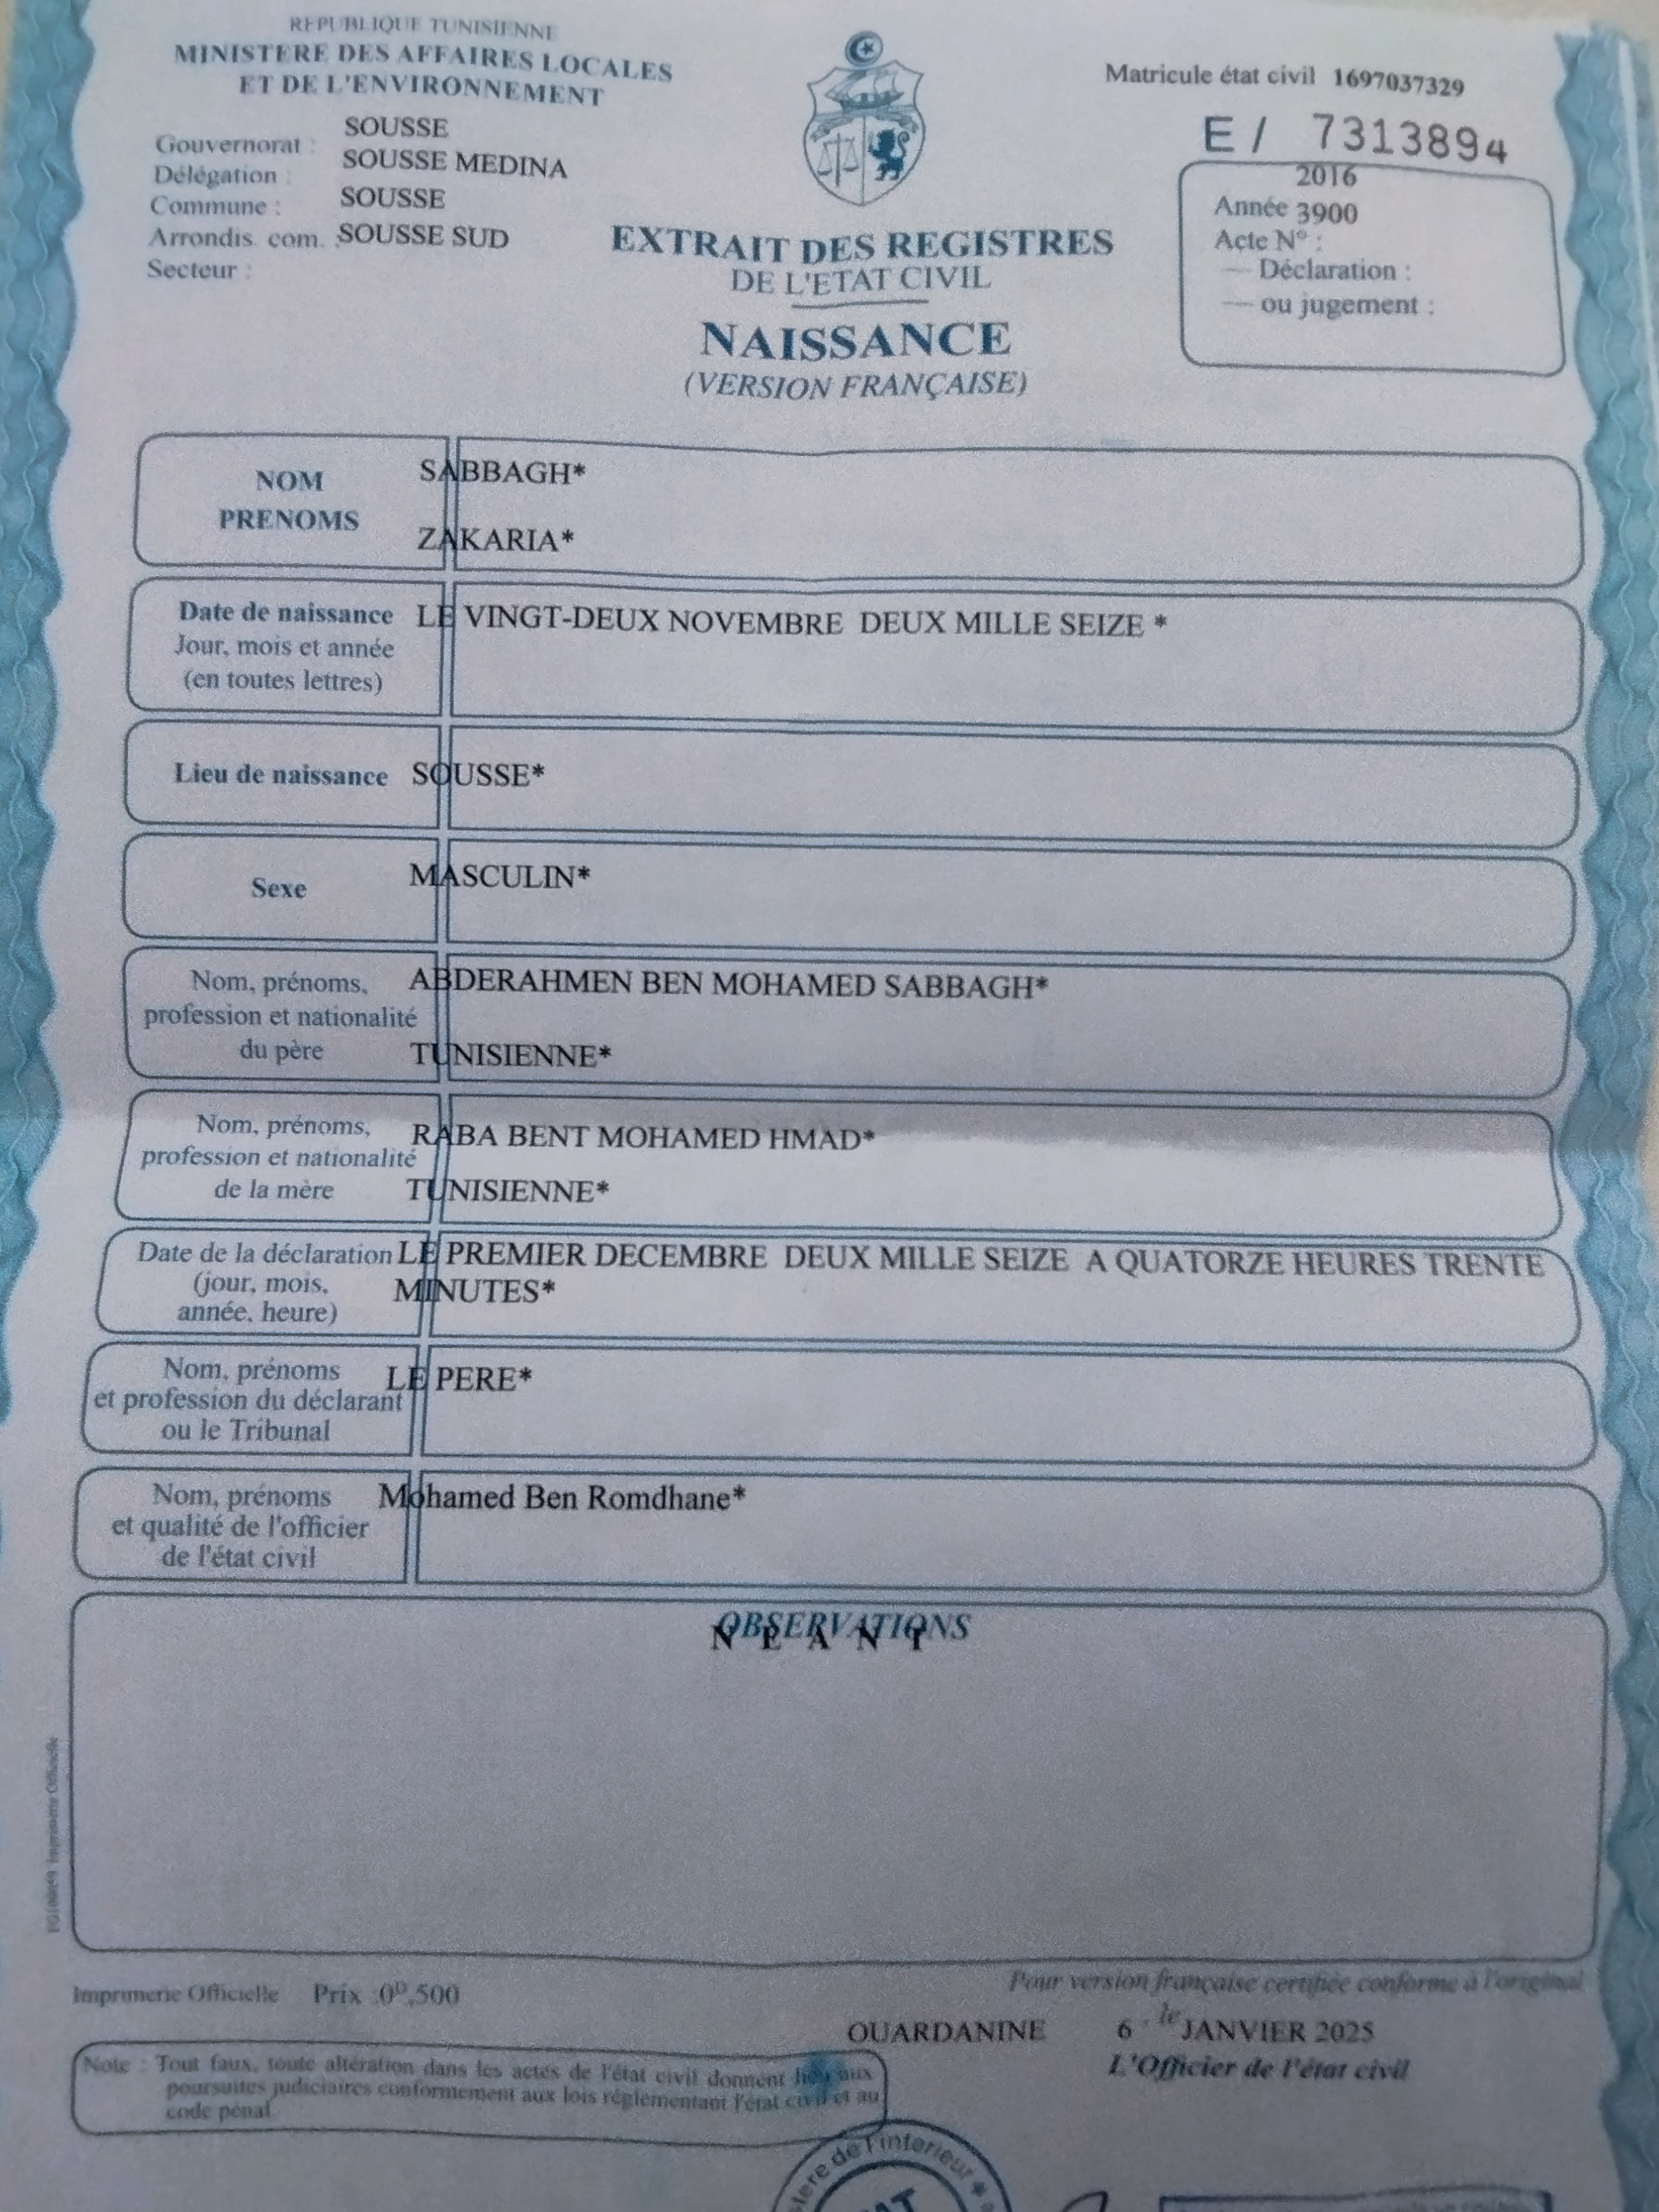 REPUBLIQUE TUNISIENNE
MINISTERE DES AFFAIRES LOCALES
ET DE L'ENVIRONNEMENT
Gouvernorat : SOUSSE
Délégation : SOUSSE MEDINA
Commune : SOUSSE
Arrondis. com. : SOUSSE SUD
Secteur :
Matricule état civil 1697037329
E / 7313894
2016
Année 3900
Acte N° :
— Déclaration :
— ou jugement :
EXTRAIT DES REGISTRES
DE L'ETAT CIVIL
NAISSANCE
(VERSION FRANÇAISE)
NOM SABBAGH*
PRENOMS ZAKARIA*
Date de naissance LE VINGT-DEUX NOVEMBRE DEUX MILLE SEIZE *
Jour, mois et année
(en toutes lettres)
Lieu de naissance SOUSSE*
Sexe MASCULIN*
Nom, prénoms, ABDERAHMEN BEN MOHAMED SABBAGH*
profession et nationalité
du père TUNISIENNE*
Nom, prénoms, RABA BENT MOHAMED HMAD*
profession et nationalité
de la mère TUNISIENNE*
Date de la déclaration LE PREMIER DECEMBRE DEUX MILLE SEIZE A QUATORZE HEURES TRENTE
(jour, mois, MINUTES*
année, heure)
Nom, prénoms LE PERE*
et profession du déclarant
ou le Tribunal
Nom, prénoms Mohamed Ben Romdhane*
et qualité de l'officier
de l'état civil
OBSERVATIONS
N E A N T
Imprimerie Officielle Prix :0ᴰ,500
Pour version française certifiée conforme à l'original
OUARDANINE 6 le JANVIER 2025
L'Officier de l'état civil
Note : Tout faux, toute altération dans les actes de l'état civil donnent lieu aux
poursuites judiciaires conformement aux lois réglémentant l'état civil et au
code pénal
de l'interieur
Imprimerie Officielle